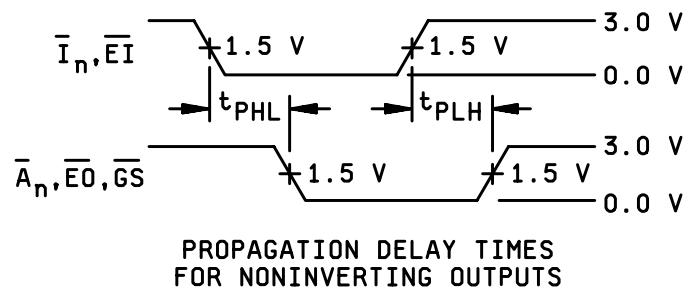 3.0 V
I̅n,E̅I̅ 1.5 V 1.5 V
0.0 V
tPHL tPLH
3.0 V
A̅n,E̅O̅,G̅S̅ 1.5 V 1.5 V
0.0 V
PROPAGATION DELAY TIMES
FOR NONINVERTING OUTPUTS